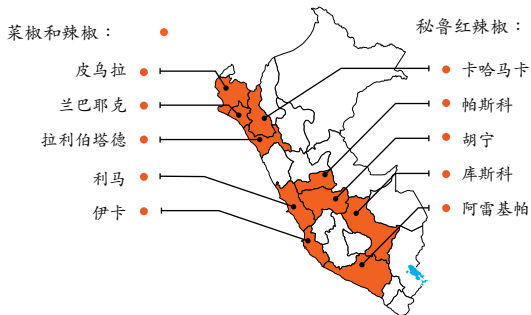 菜椒和辣椒：
皮乌拉
兰巴耶克
拉利伯塔德
利马
伊卡
秘鲁红辣椒：
卡哈马卡
帕斯科
胡宁
库斯科
阿雷基帕